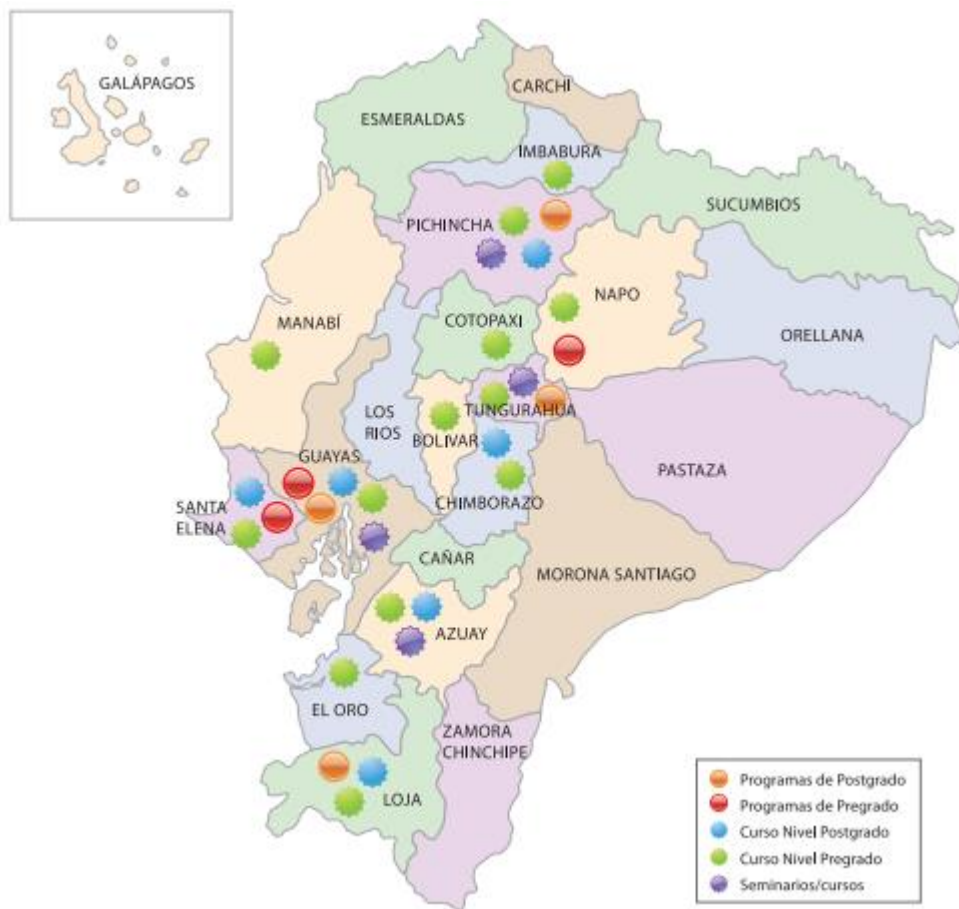 GALÁPAGOS
CARCHÍ
ESMERALDAS
IMBABURA
SUCUMBIOS
PICHINCHA
NAPO
MANABÍ
COTOPAXI
ORELLANA
LOS
RIOS
TUNGURAHUA
BOLIVAR
GUAYAS
PASTAZA
SANTA
ELENA
CHIMBORAZO
CAÑAR
MORONA SANTIAGO
AZUAY
EL ORO
ZAMORA
CHINCHIPE
LOJA
Programas de Postgrado
Programas de Pregrado
Curso Nivel Postgrado
Curso Nivel Pregrado
Seminarios/cursos